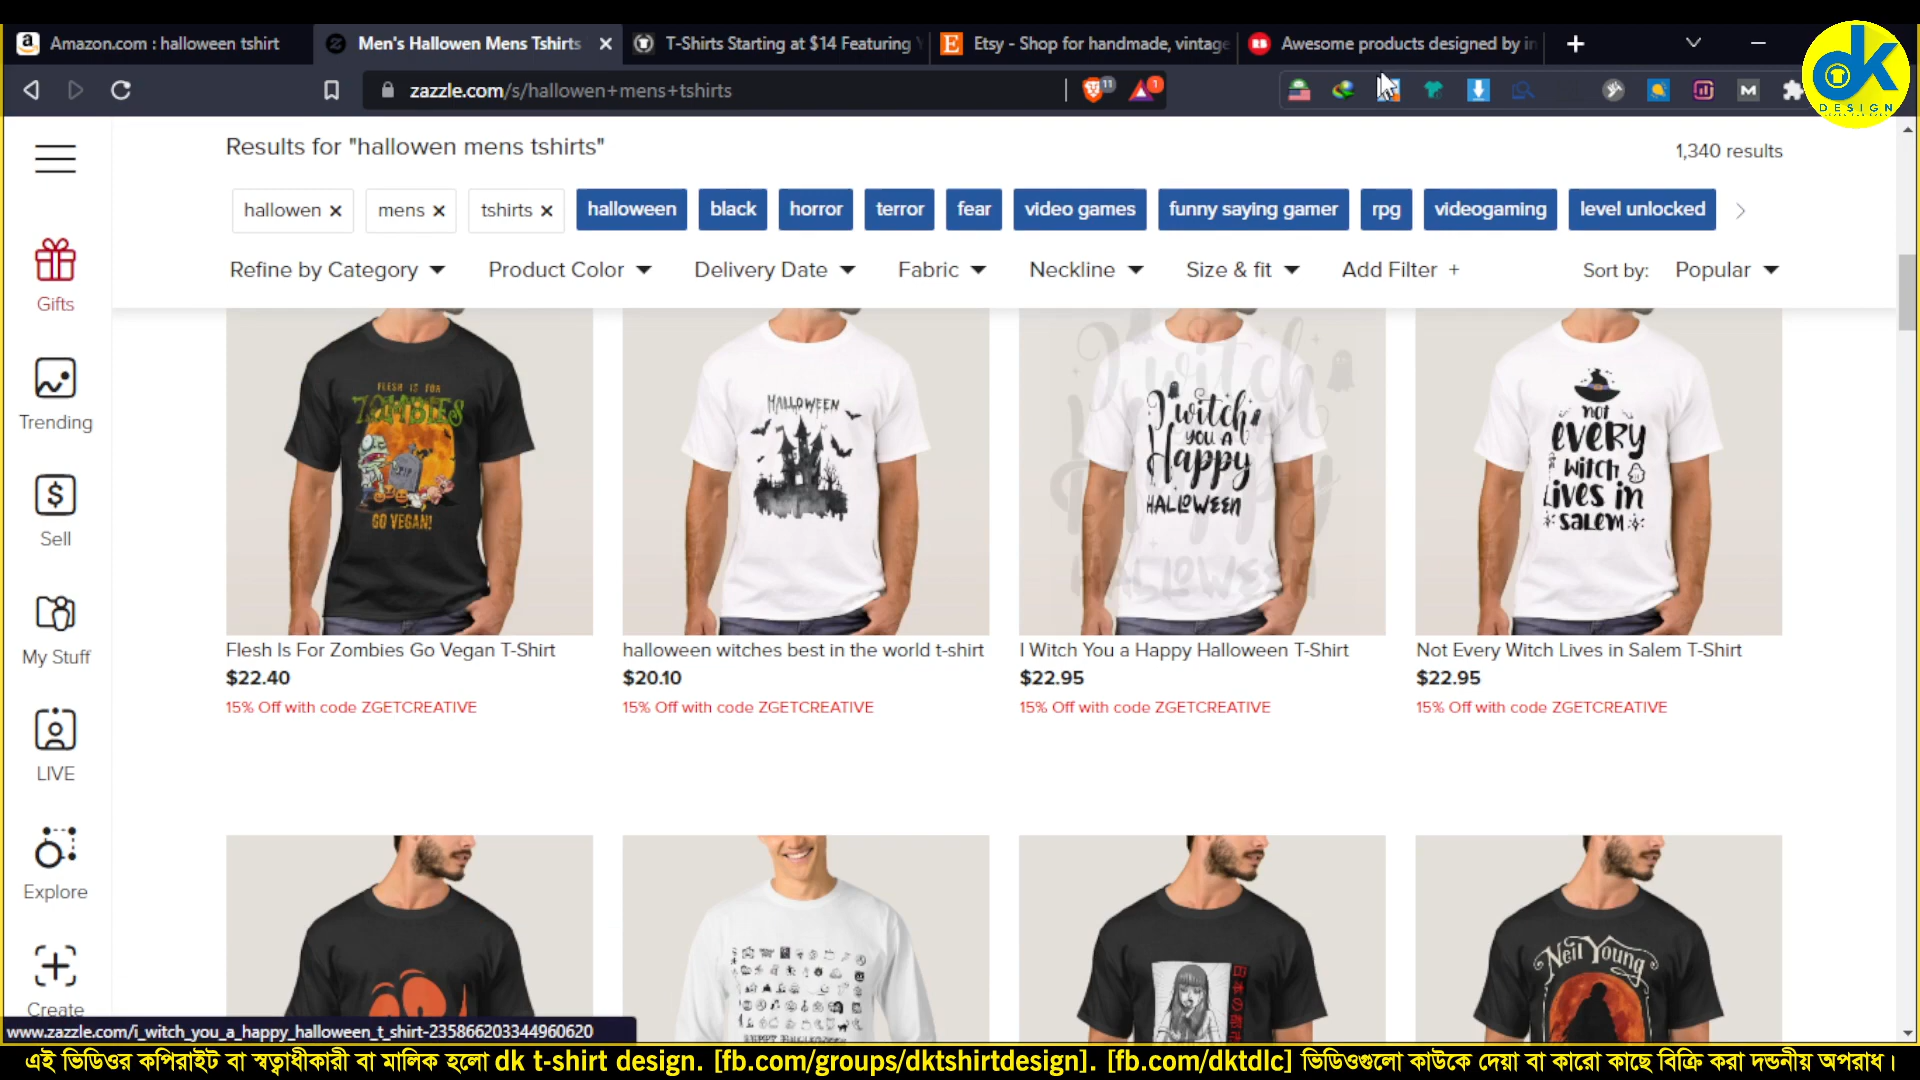 Amazon.com : halloween tshirt
Men's Hallowen Mens Tshirts
T-Shirts Starting at $14 Featuring
Etsy - Shop for handmade, vintage
Awesome products designed by in
zazzle.com/s/hallowen+mens+tshirts
11
1
dk
DESIGN
Results for "hallowen mens tshirts"
1,340 results
hallowen
mens
tshirts
halloween
black
horror
terror
fear
video games
funny saying gamer
rpg
videogaming
level unlocked
Refine by Category
Product Color
Delivery Date
Fabric
Neckline
Size & fit
Add Filter +
Sort by:
Popular
Gifts
Trending
Sell
My Stuff
LIVE
Explore
Create
FLESH IS FOR
ZOMBIES
RIP
GO VEGAN!
HALLOWEEN
I witch
YOU A
Happy
HALLOWEEN
I witch
Happy
HALLOWEEN
not
every
witch
Lives in
salem
Flesh Is For Zombies Go Vegan T-Shirt
$22.40
15% Off with code ZGETCREATIVE
halloween witches best in the world t-shirt
$20.10
15% Off with code ZGETCREATIVE
I Witch You a Happy Halloween T-Shirt
$22.95
15% Off with code ZGETCREATIVE
Not Every Witch Lives in Salem T-Shirt
$22.95
15% Off with code ZGETCREATIVE
Neil Young
www.zazzle.com/i_witch_you_a_happy_halloween_t_shirt-235866203344960620
এই ভিডিওর কপিরাইট বা স্বত্বাধীকারী বা মালিক হলো dk t-shirt design. [fb.com/groups/dktshirtdesign]. [fb.com/dktdlc] ভিডিওগুলো কাউকে দেয়া বা কারো কাছে বিক্রি করা দন্ডনীয় অপরাধ।